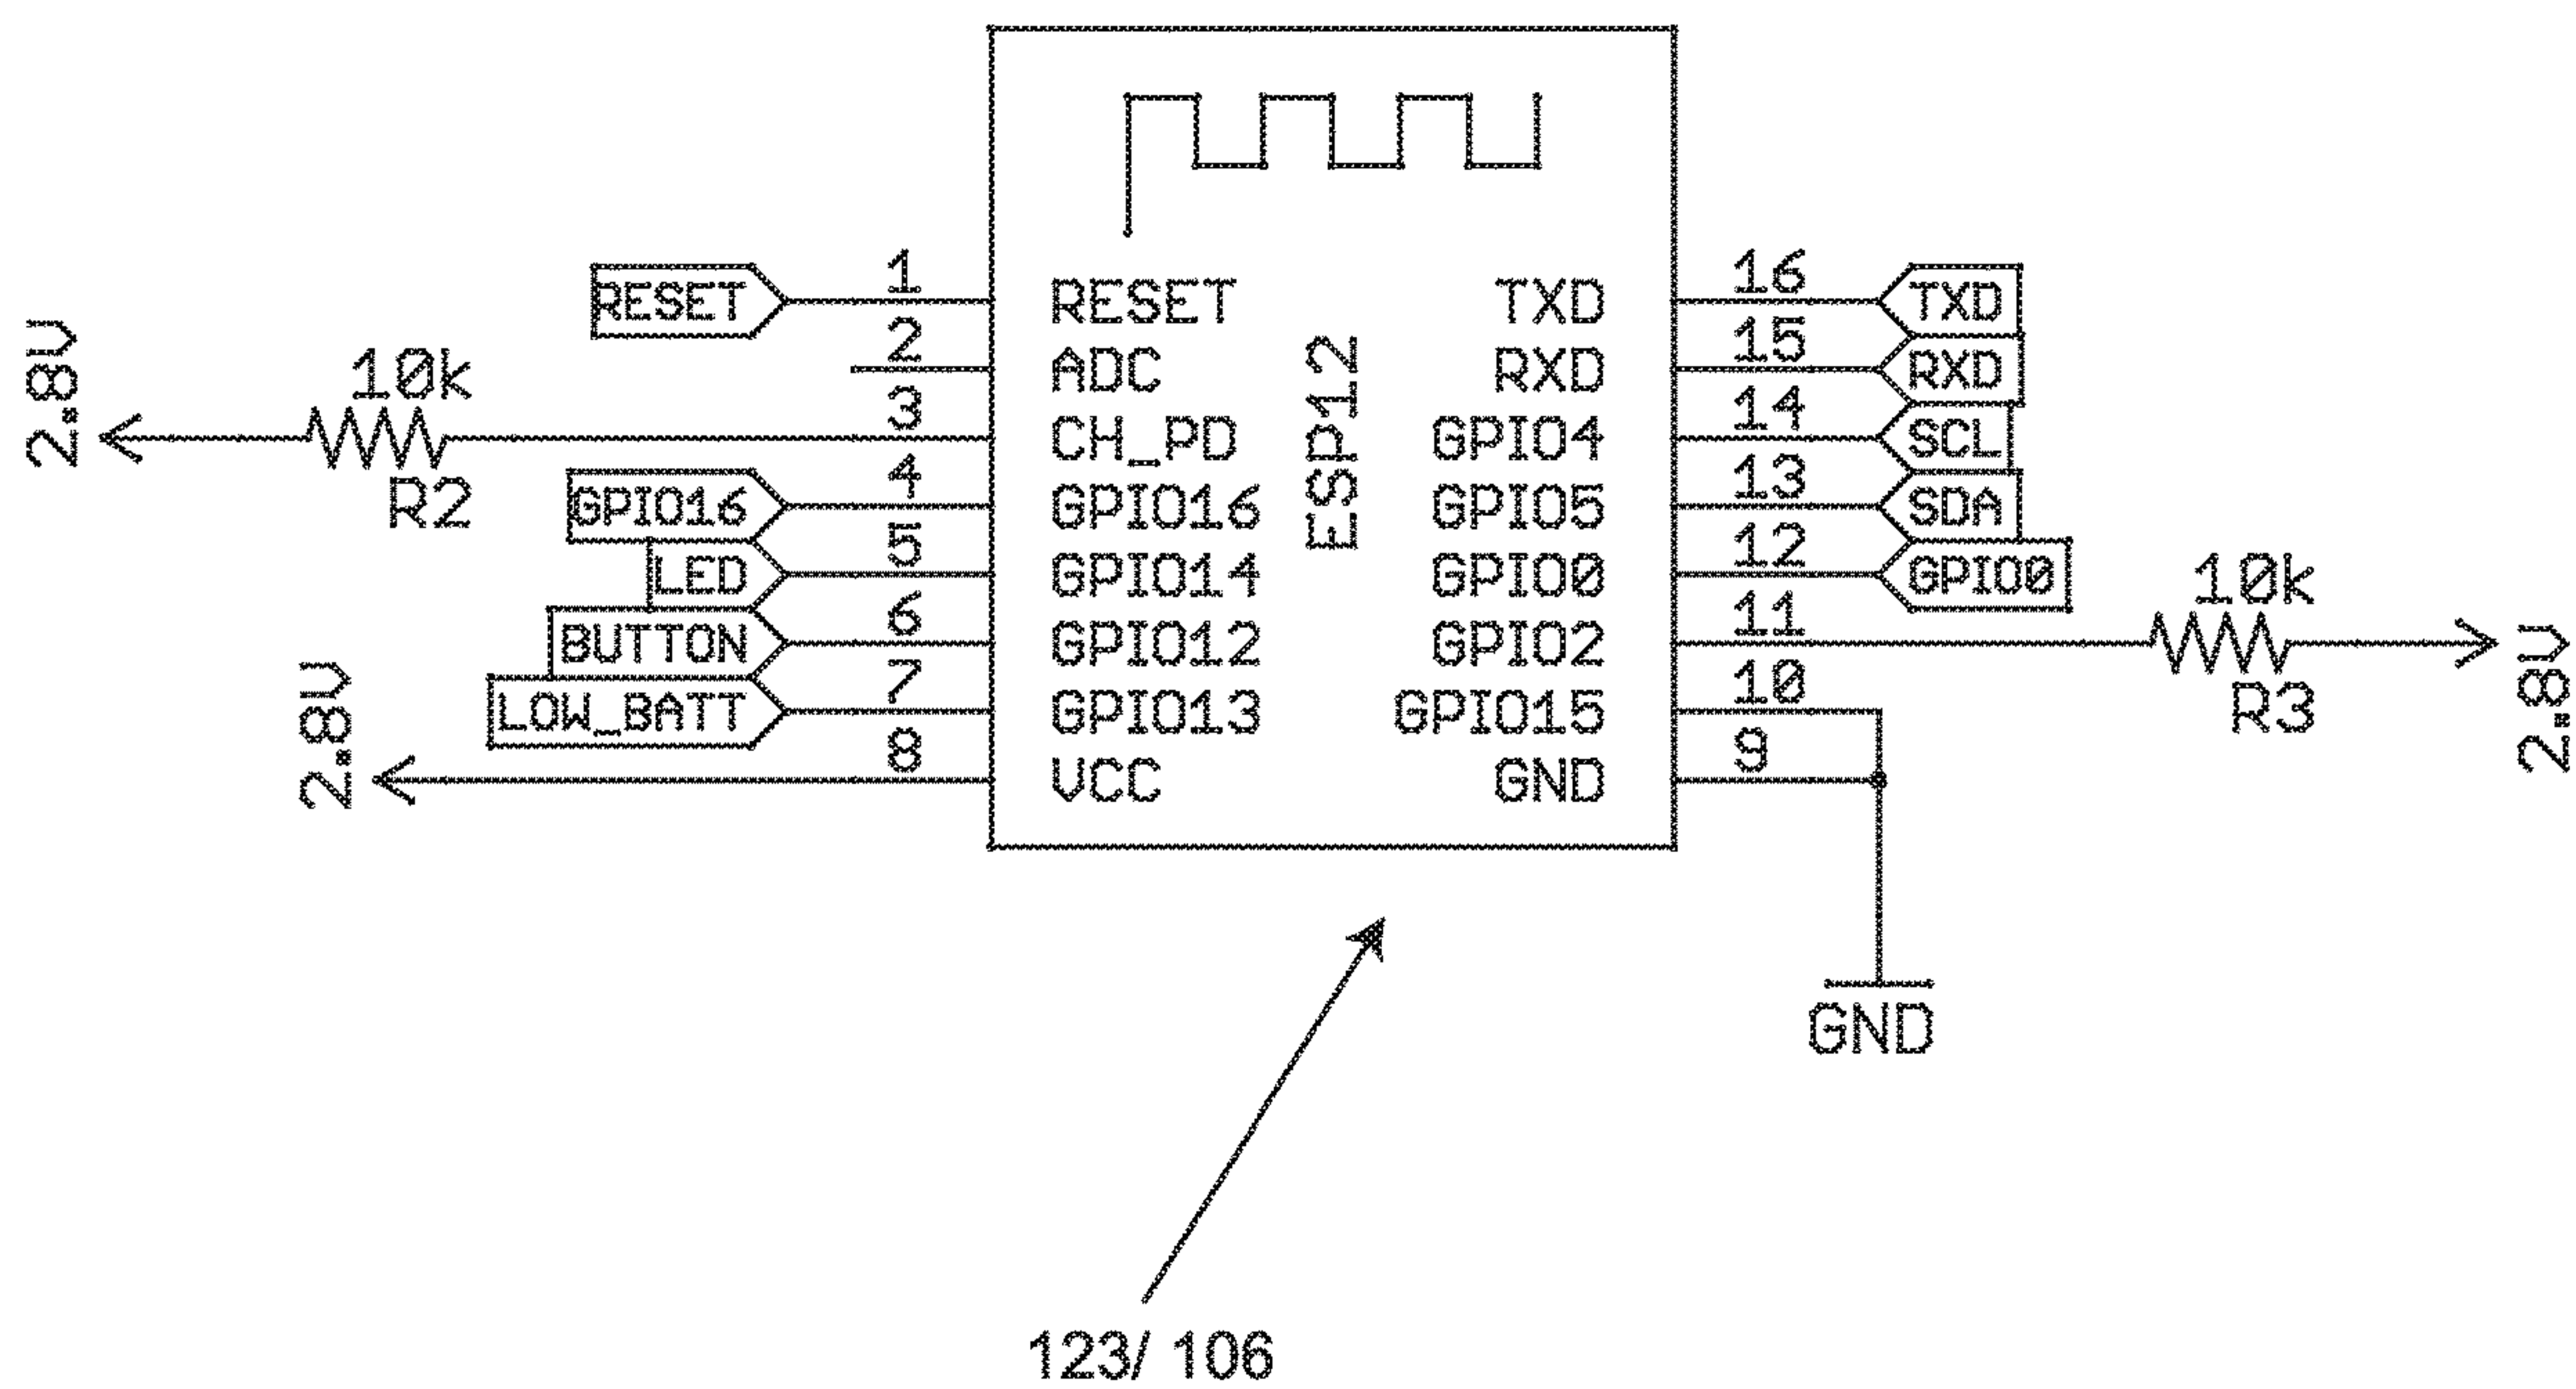 RESET 1 RESET TXD 16 TXD
2 ADC RXD 15 RXD
2.8V 10k R2 3 CH_PD GPIO4 14 SCL
GPIO16 4 GPIO16 GPIO5 13 SDA
LED 5 GPIO14 GPIO0 12 GPIO0
BUTTON 6 GPIO12 GPIO2 11 10k R3 2.8V
LOW_BATT 7 GPIO13 GPIO15 10
2.8V 8 VCC GND 9
ESP12
GND
123/ 106